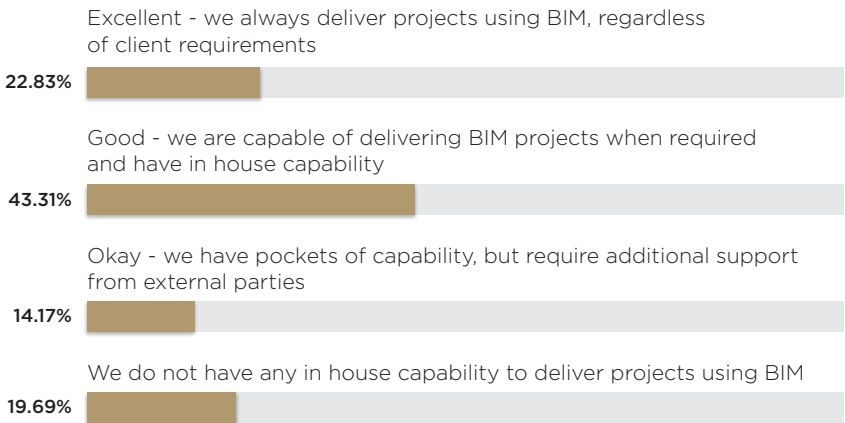 Excellent - we always deliver projects using BIM, regardless
of client requirements
22.83%
Good - we are capable of delivering BIM projects when required
and have in house capability
43.31%
Okay - we have pockets of capability, but require additional support
from external parties
14.17%
We do not have any in house capability to deliver projects using BIM
19.69%